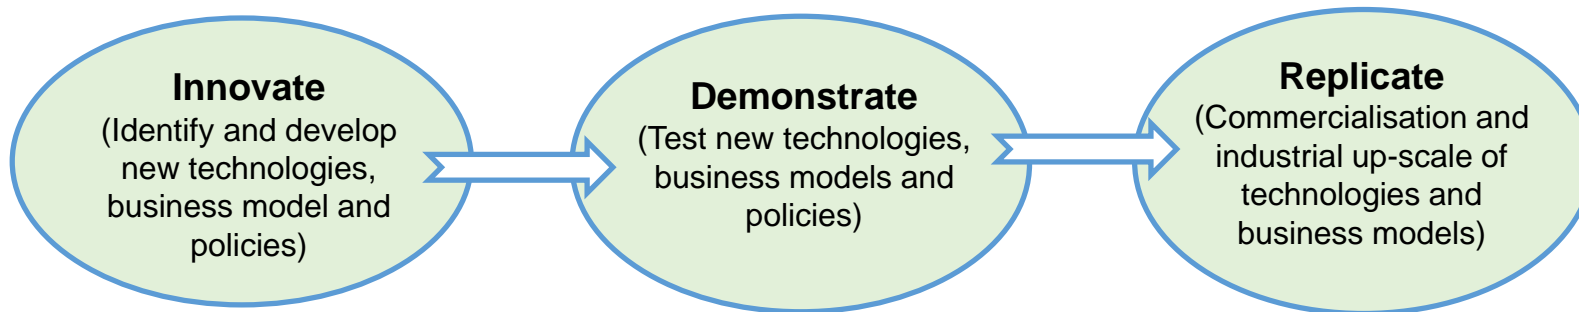 Innovate
(Identify and develop
new technologies,
business model and
policies)
Demonstrate
(Test new technologies,
business models and
policies)
Replicate
(Commercialisation and
industrial up-scale of
technologies and
business models)